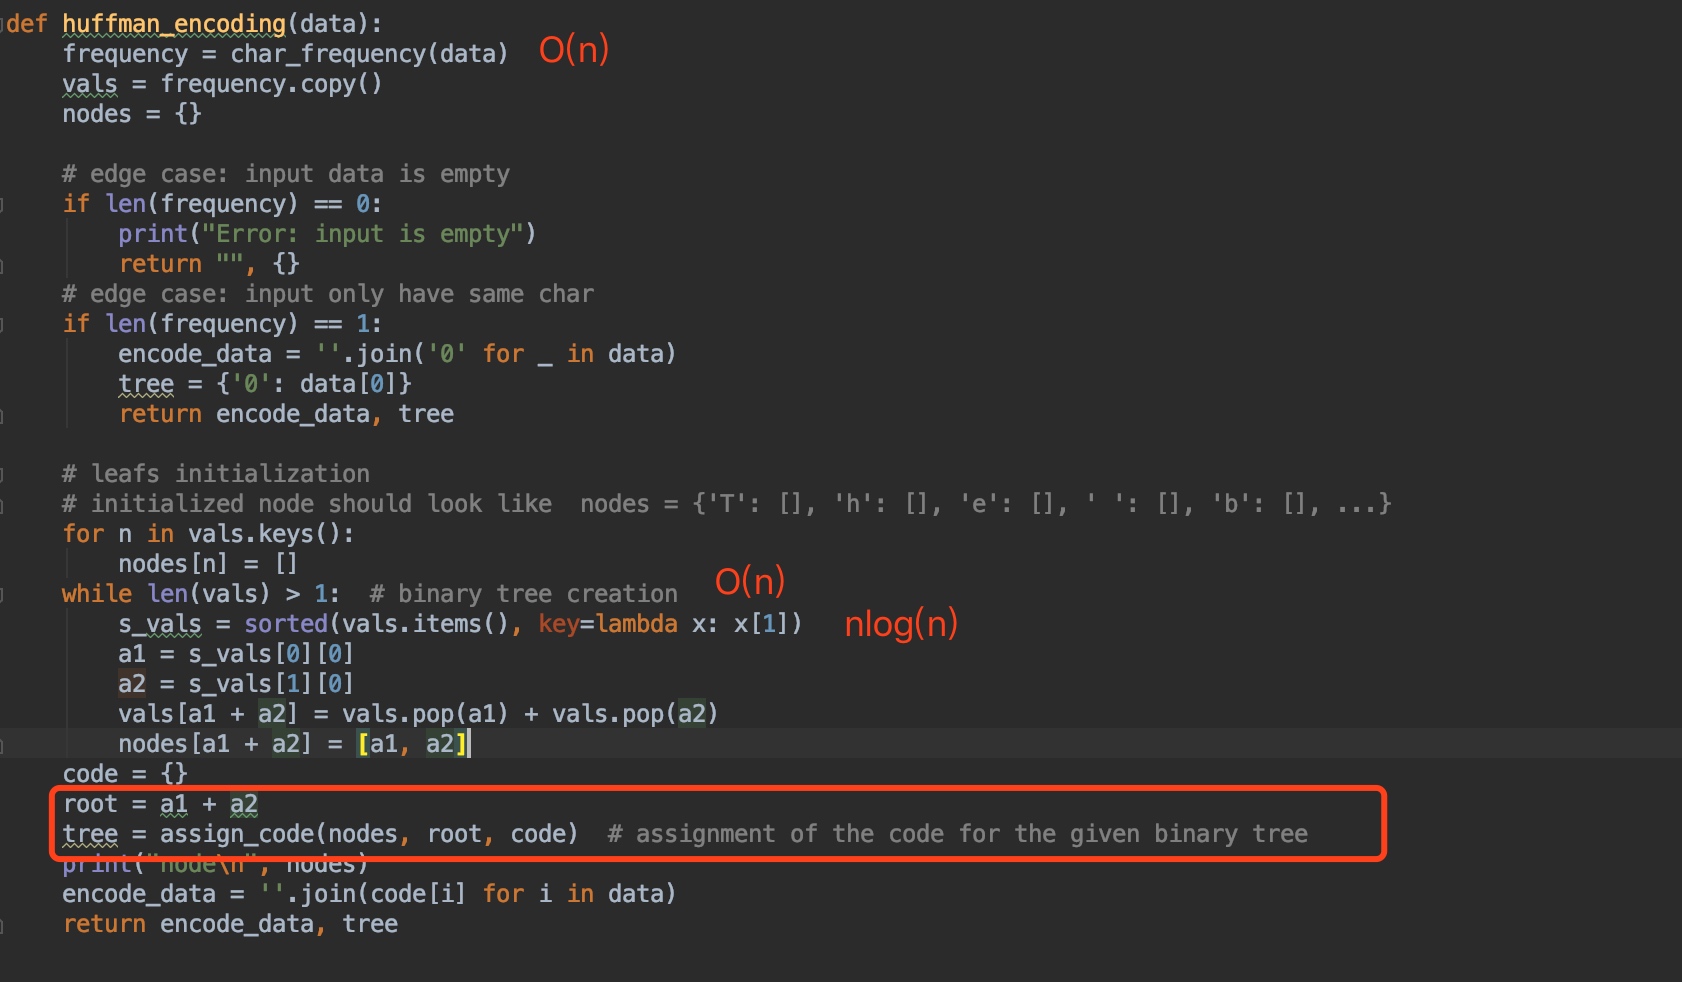 def huffman_encoding(data):
    frequency = char_frequency(data) O(n)
    vals = frequency.copy()
    nodes = {}
    # edge case: input data is empty
    if len(frequency) == 0:
        print("Error: input is empty")
        return "", {}
    # edge case: input only have same char
    if len(frequency) == 1:
        encode_data = ''.join('0' for _ in data)
        tree = {'0': data[0]}
        return encode_data, tree
    # leafs initialization
    # initialized node should look like  nodes = {'T': [], 'h': [], 'e': [], ' ': [], 'b': [], ...}
    for n in vals.keys():
        nodes[n] = []
    while len(vals) > 1:  # binary tree creation O(n)
        s_vals = sorted(vals.items(), key=lambda x: x[1]) nlog(n)
        a1 = s_vals[0][0]
        a2 = s_vals[1][0]
        vals[a1 + a2] = vals.pop(a1) + vals.pop(a2)
        nodes[a1 + a2] = [a1, a2]
    code = {}
    root = a1 + a2
    tree = assign_code(nodes, root, code)  # assignment of the code for the given binary tree
    print("node\n", nodes)
    encode_data = ''.join(code[i] for i in data)
    return encode_data, tree